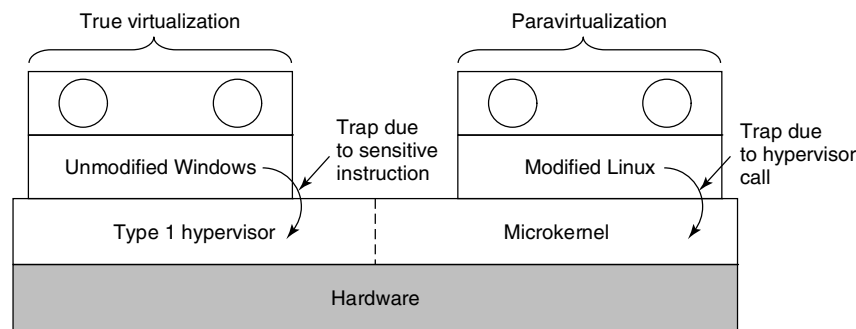 True virtualization
Paravirtualization
Trap due
to sensitive
instruction
Trap due
to hypervisor
call
Unmodified Windows
Modified Linux
Type 1 hypervisor
Microkernel
Hardware